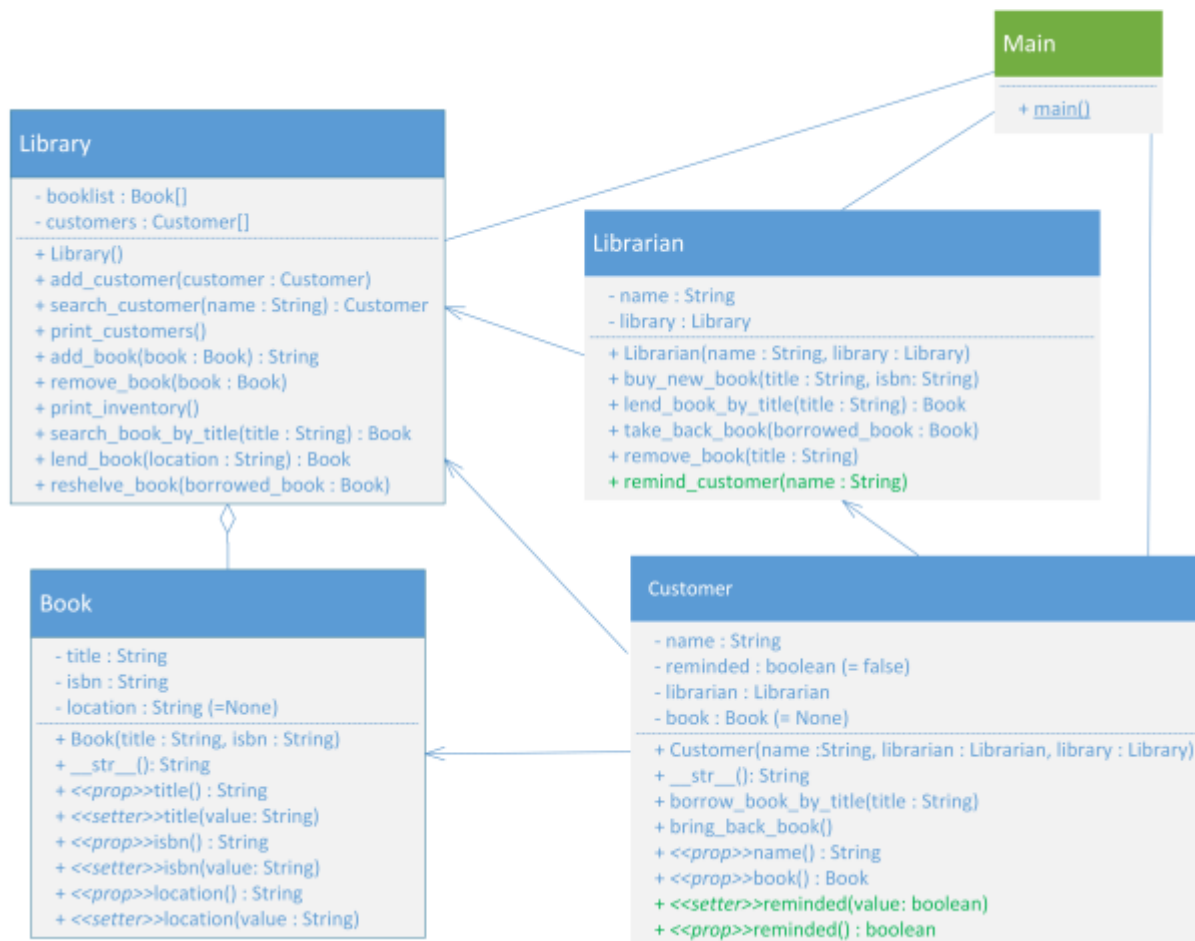 Main
+ main()
Library
- booklist : Book[]
- customers : Customer[]
+ Library()
+ add_customer(customer : Customer)
+ search_customer(name : String) : Customer
+ print_customers()
+ add_book(book : Book) : String
+ remove_book(book : Book)
+ print_inventory()
+ search_book_by_title(title : String) : Book
+ lend_book(location : String) : Book
+ reshelve_book(borrowed_book : Book)
Librarian
- name : String
- library : Library
+ Librarian(name : String, library : Library)
+ buy_new_book(title : String, isbn: String)
+ lend_book_by_title(title : String) : Book
+ take_back_book(borrowed_book : Book)
+ remove_book(title : String)
+ remind_customer(name : String)
Book
- title : String
- isbn : String
- location : String (=None)
+ Book(title : String, isbn : String)
+ __str__(): String
+ <<prop>>title() : String
+ <<setter>>title(value: String)
+ <<prop>>isbn() : String
+ <<setter>>isbn(value: String)
+ <<prop>>location() : String
+ <<setter>>location(value : String)
Customer
- name : String
- reminded : boolean (= false)
- librarian : Librarian
- book : Book (= None)
+ Customer(name :String, librarian : Librarian, library : Library)
+ __str__(): String
+ borrow_book_by_title(title : String)
+ bring_back_book()
+ <<prop>>name() : String
+ <<prop>>book() : Book
+ <<setter>>reminded(value: boolean)
+ <<prop>>reminded() : boolean